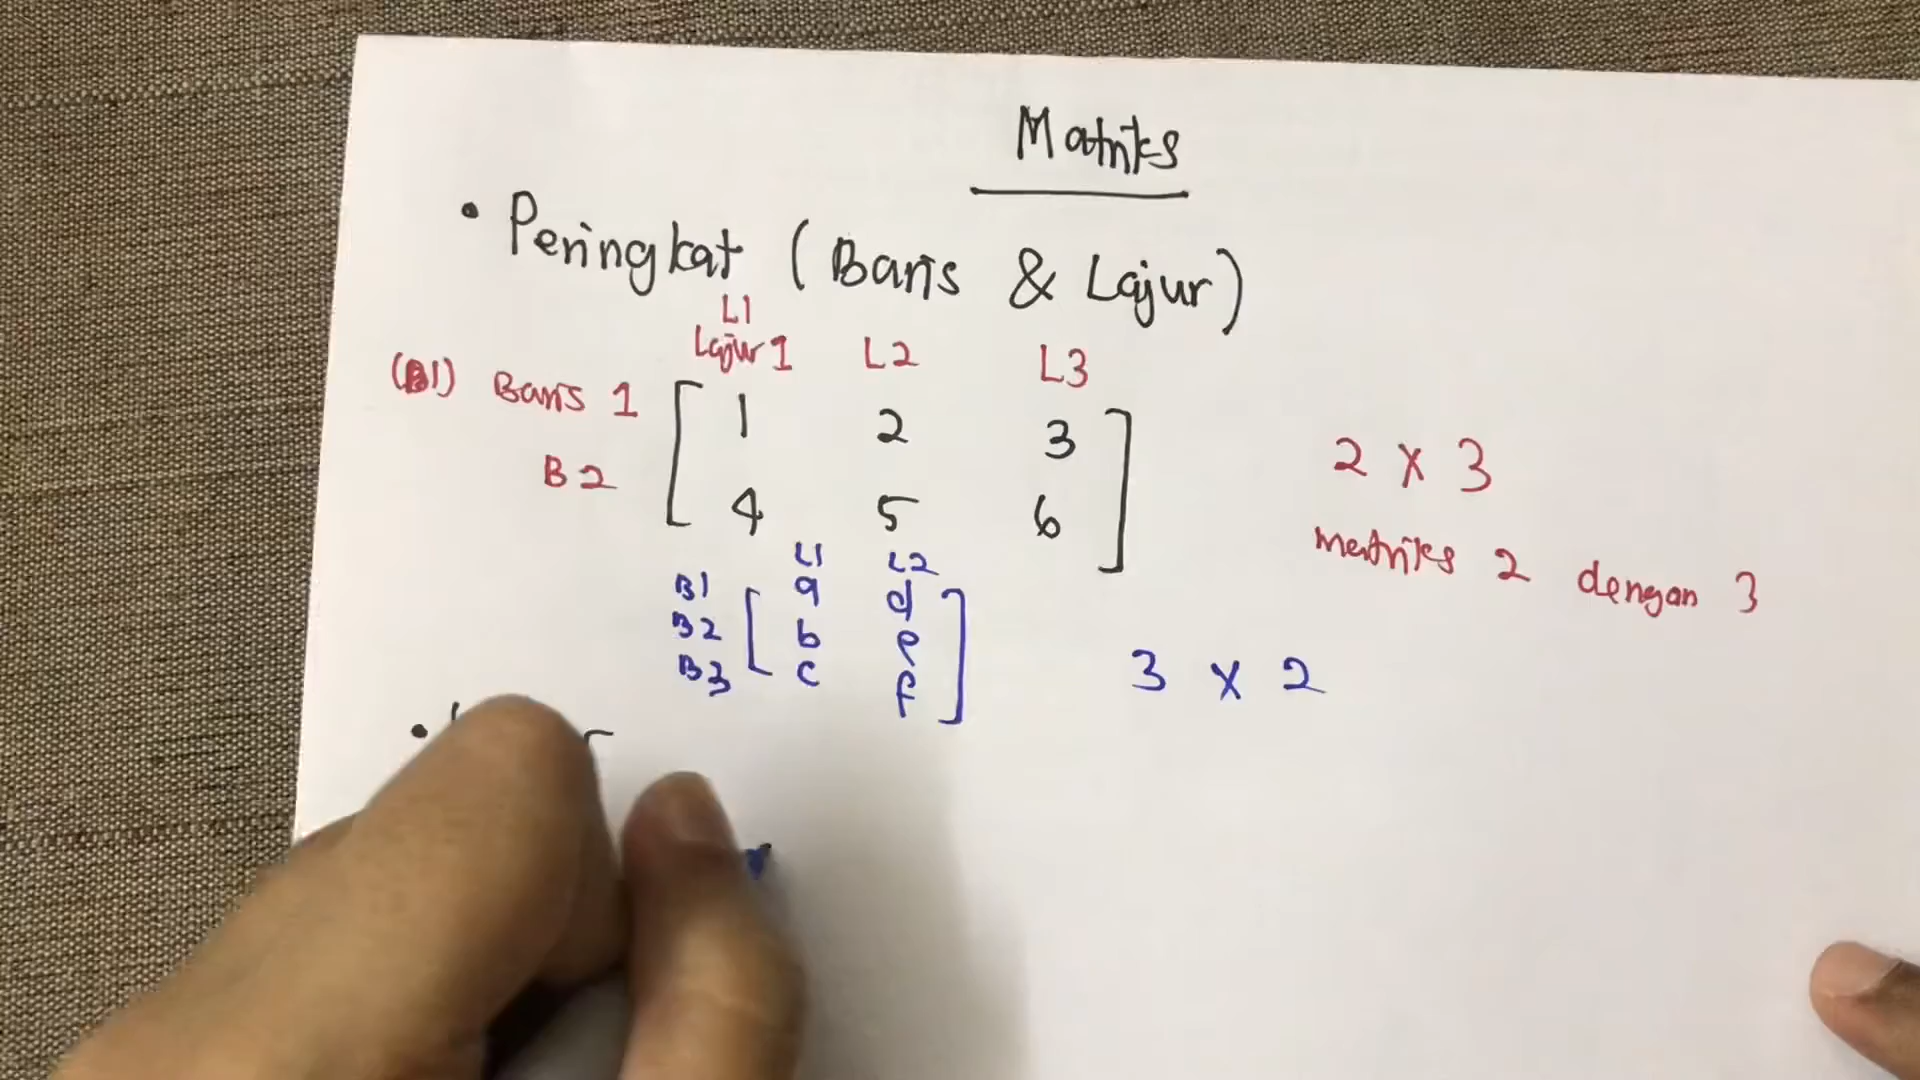 Matriks
• Peringkat (Baris & Lajur)
L1
Lajur 1 L2 L3
(B1) Baris 1 [ 1 2 3 ]
B2 4 5 6
2 x 3
matriks 2 dengan 3
L1 L2
B1 a d
B2 b e
B3 c f
3 x 2